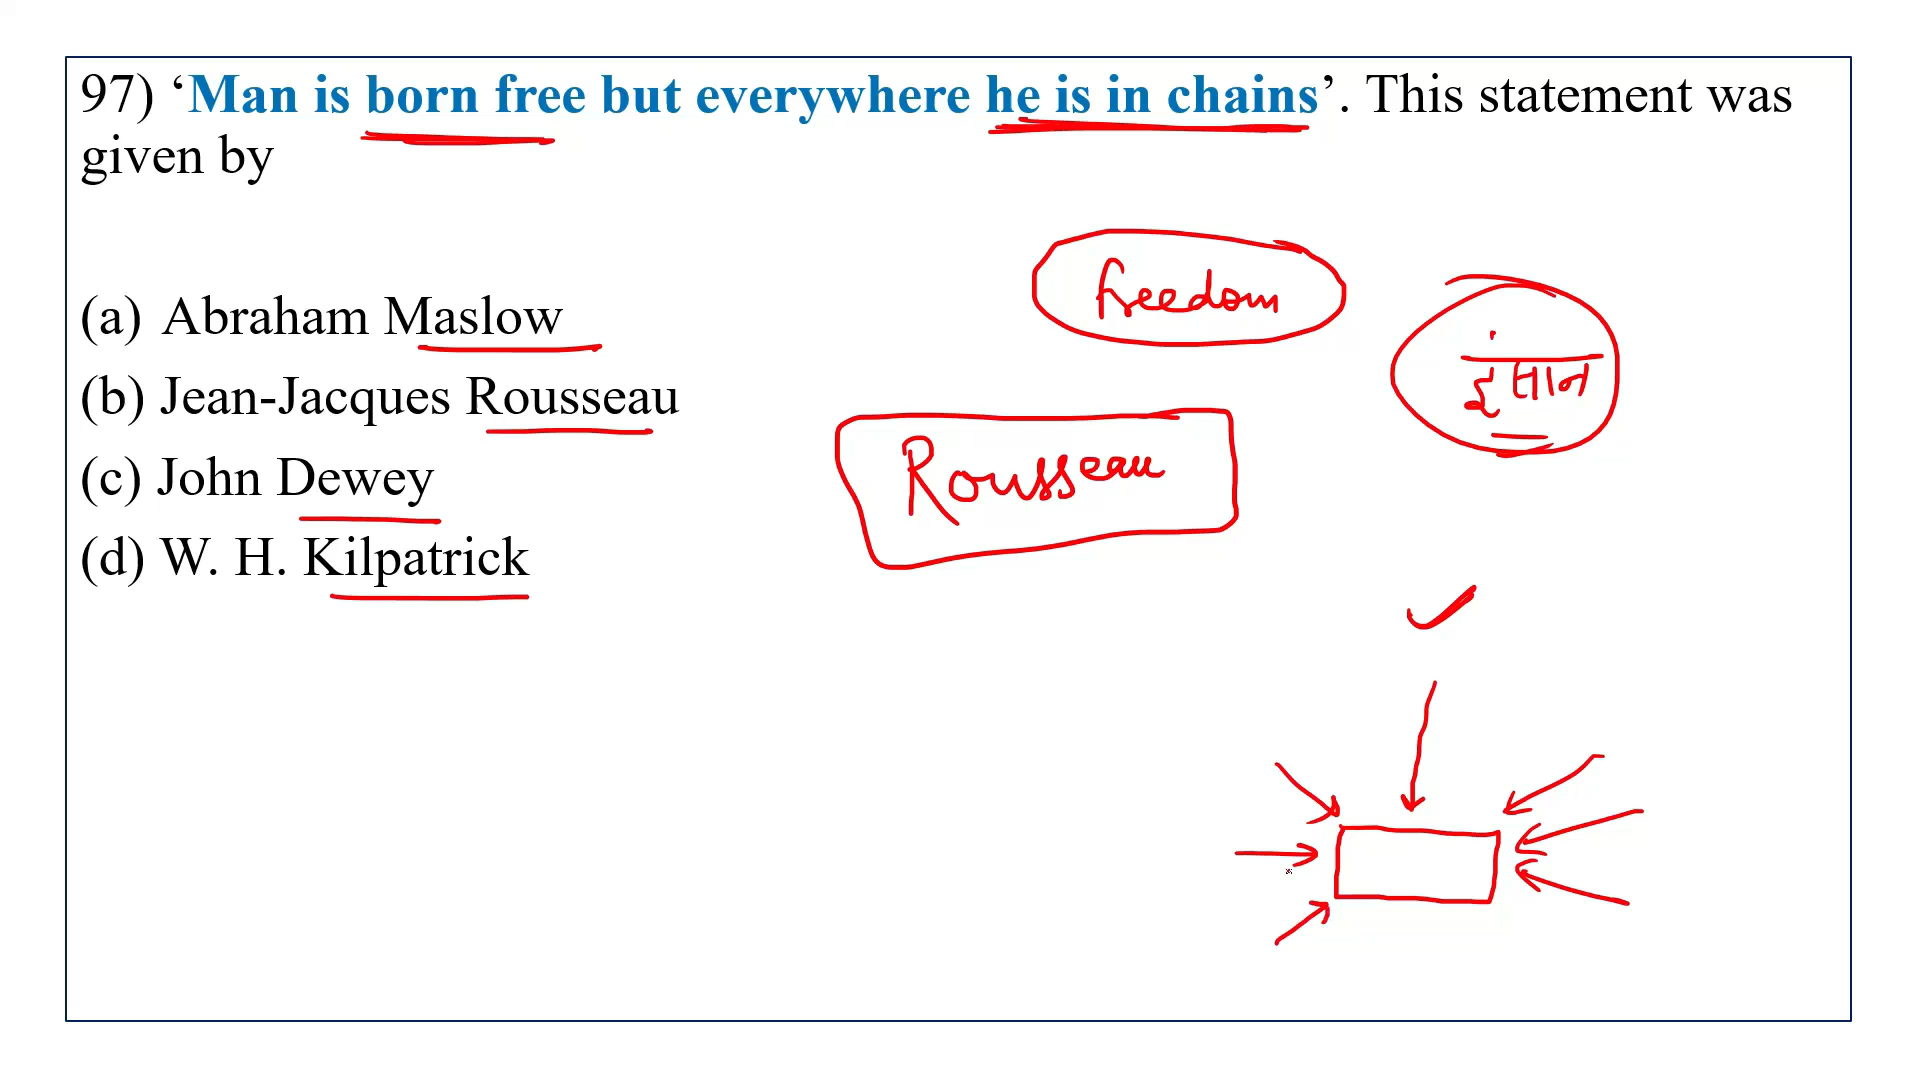 97) ‘Man is born free but everywhere he is in chains’. This statement was
given by
freedom
(a) Abraham Maslow
इंसान
(b) Jean-Jacques Rousseau
Rousseau
(c) John Dewey
(d) W. H. Kilpatrick